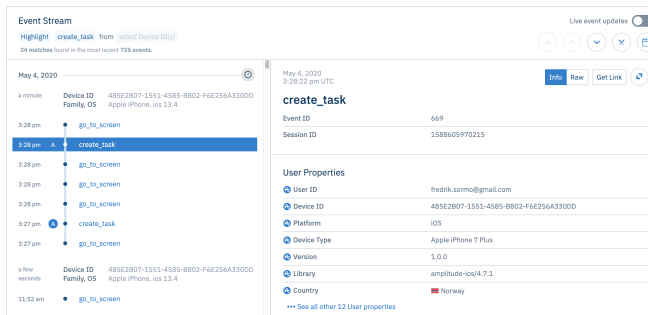 Event Stream
Live event updates
Highlight create_task from select Device ID(s)
24 matches found in the most recent 725 events.
May 4, 2020
a minute Device ID 485E2B07-1551-4585-B802-F6E256A330DD
Family, OS Apple iPhone, ios 13.4
3:28 pm go_to_screen
3:28 pm A create_task
3:28 pm go_to_screen
3:28 pm go_to_screen
3:28 pm go_to_screen
3:27 pm A create_task
3:27 pm go_to_screen
a few seconds Device ID 485E2B07-1551-4585-B802-F6E256A330DD
Family, OS Apple iPhone, ios 13.4
11:52 am go_to_screen
May 4, 2020
3:28:22 pm UTC
Info Raw Get Link
create_task
Event ID 669
Session ID 1588605970215
User Properties
User ID fredrik.sormo@gmail.com
Device ID 485E2B07-1551-4585-B802-F6E256A330DD
Platform iOS
Device Type Apple iPhone 7 Plus
Version 1.0.0
Library amplitude-ios/4.7.1
Country Norway
••• See all other 12 User properties